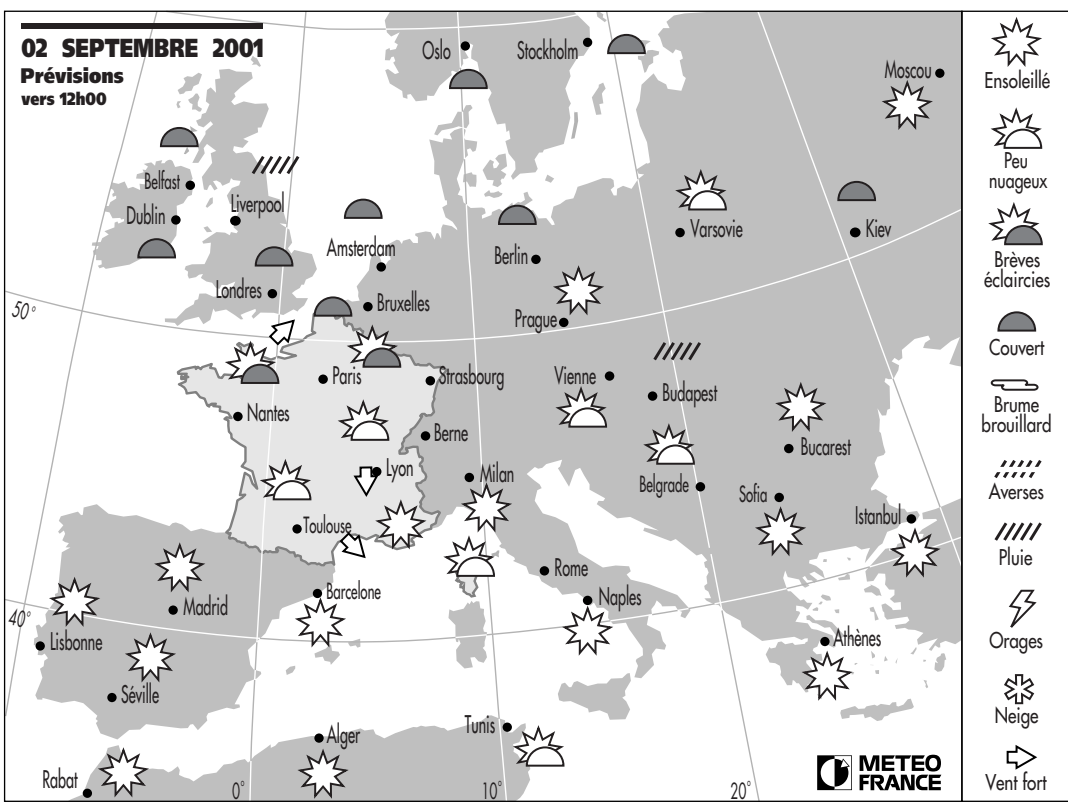 02 SEPTEMBRE 2001
Prévisions
vers 12h00
Oslo
Stockholm
Moscou
Belfast
Dublin
Liverpool
Varsovie
Kiev
Amsterdam
Berlin
Londres
Bruxelles
50°
Prague
Paris
Strasbourg
Vienne
Budapest
Nantes
Berne
Bucarest
Lyon
Milan
Belgrade
Sofia
Istanbul
Toulouse
Rome
Barcelone
Naples
Madrid
40°
Lisbonne
Athènes
Séville
Tunis
Alger
Rabat
0°
10°
20°
METEO
FRANCE
Ensoleillé
Peu
nuageux
Brèves
éclaircies
Couvert
Brume
brouillard
Averses
Pluie
Orages
Neige
Vent fort